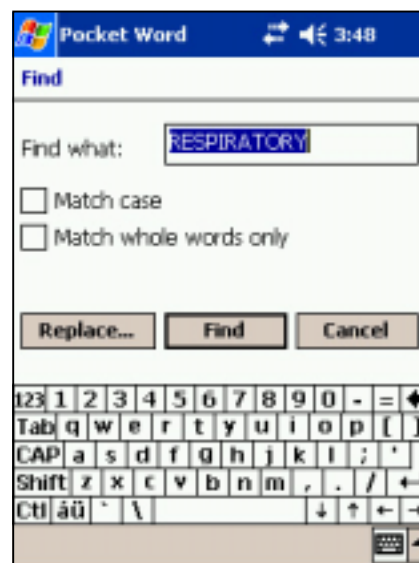 Pocket Word 3:48
Find
Find what: RESPIRATORY
Match case
Match whole words only
Replace... Find Cancel
123 1 2 3 4 5 6 7 8 9 0 - =
Tab q w e r t y u i o p [ ]
CAP a s d f g h j k l ; '
Shift z x c v b n m , . / ←
Ctl áü ` \ ↓ ↑ ← →